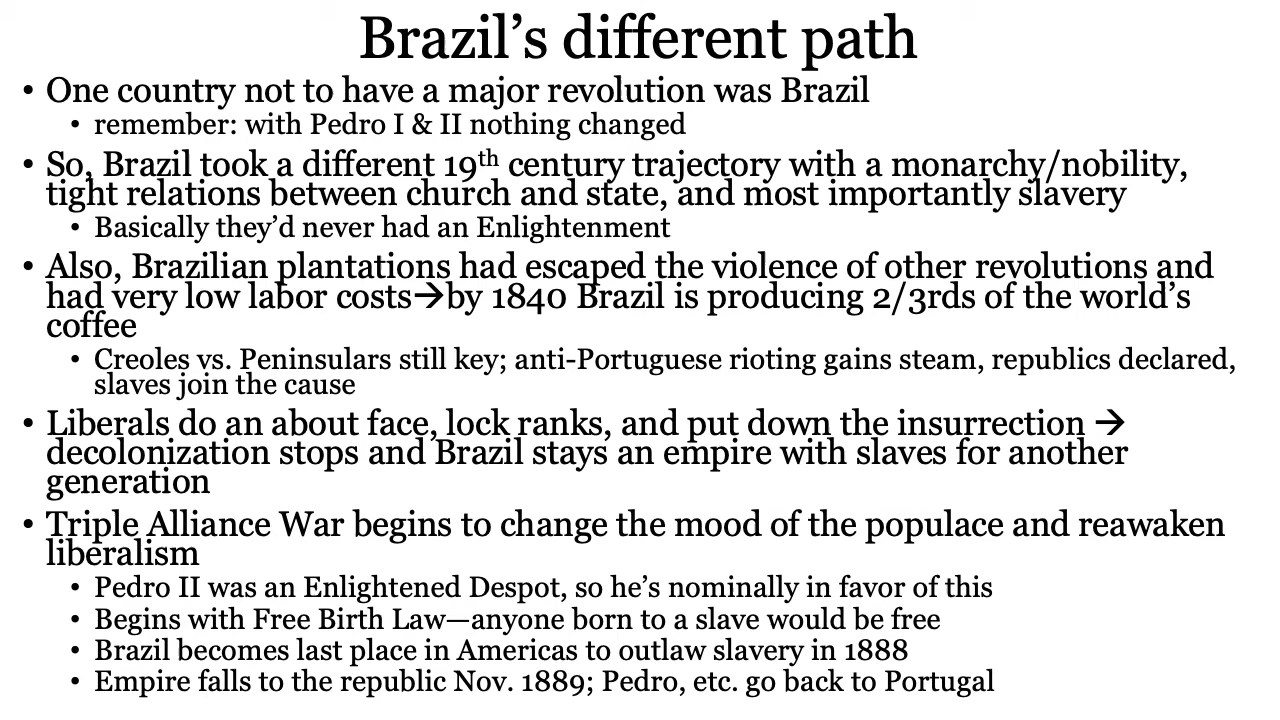 Brazil’s different path
• One country not to have a major revolution was Brazil
• remember: with Pedro I & II nothing changed
• So, Brazil took a different 19th century trajectory with a monarchy/nobility,
tight relations between church and state, and most importantly slavery
• Basically they’d never had an Enlightenment
• Also, Brazilian plantations had escaped the violence of other revolutions and
had very low labor costs→by 1840 Brazil is producing 2/3rds of the world’s
coffee
• Creoles vs. Peninsulars still key; anti-Portuguese rioting gains steam, republics declared,
slaves join the cause
• Liberals do an about face, lock ranks, and put down the insurrection →
decolonization stops and Brazil stays an empire with slaves for another
generation
• Triple Alliance War begins to change the mood of the populace and reawaken
liberalism
• Pedro II was an Enlightened Despot, so he’s nominally in favor of this
• Begins with Free Birth Law—anyone born to a slave would be free
• Brazil becomes last place in Americas to outlaw slavery in 1888
• Empire falls to the republic Nov. 1889; Pedro, etc. go back to Portugal